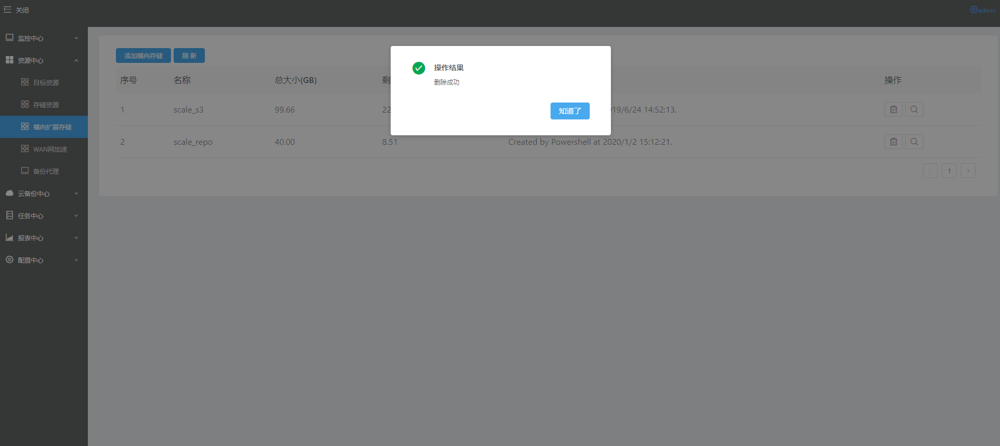 关闭
admin
监控中心
资源中心
目标资源
存储资源
横向扩展存储
WAN网加速
备份代理
云备份中心
任务中心
报表中心
配置中心
添加横向存储 刷 新
序号 名称 总大小(GB) 剩 操作
1 scale_s3 99.66 22 019/6/24 14:52:13.
2 scale_repo 40.00 8.51 Created by Powershell at 2020/1/2 15:12:21.
1
操作结果
删除成功
知道了